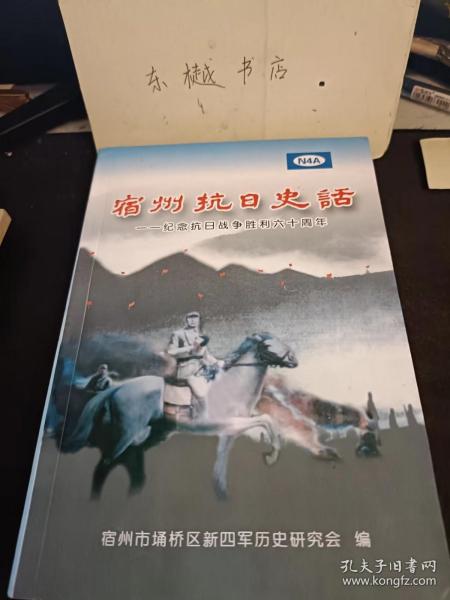 东樾书店
N4A
宿州抗日史話
——纪念抗日战争胜利六十周年
宿州市埇桥区新四军历史研究会 编
孔夫子旧书网
www.kongfz.com